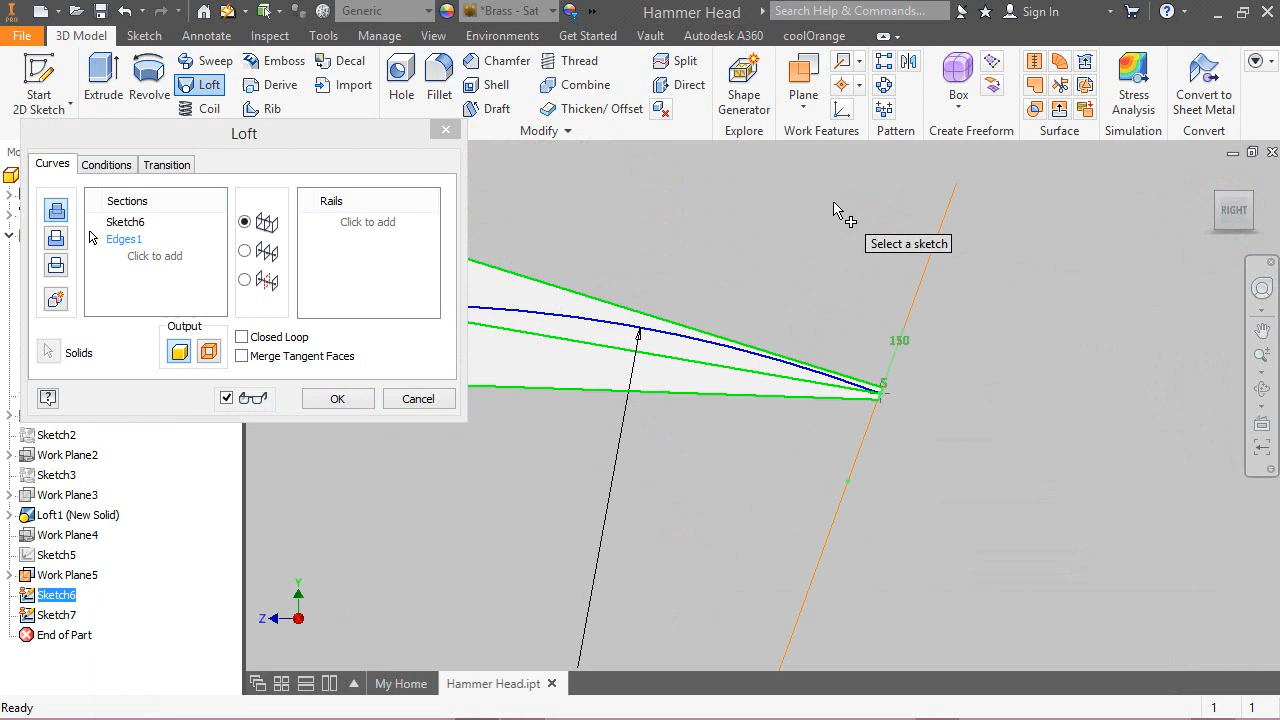 PRO
Generic
*Brass - Sat
Hammer Head
Search Help & Commands...
Sign In
File
3D Model
Sketch
Annotate
Inspect
Tools
Manage
View
Environments
Get Started
Vault
Autodesk A360
coolOrange
Start
2D Sketch
Extrude
Revolve
Sweep
Loft
Coil
Emboss
Derive
Rib
Decal
Import
Hole
Fillet
Chamfer
Shell
Draft
Thread
Combine
Thicken/ Offset
Split
Direct
Modify
Shape
Generator
Explore
Plane
Work Features
Pattern
Box
Create Freeform
Surface
Stress
Analysis
Simulation
Convert to
Sheet Metal
Convert
Loft
Curves
Conditions
Transition
Sections
Sketch6
Edges1
Click to add
Rails
Click to add
Output
Solids
Closed Loop
Merge Tangent Faces
OK
Cancel
Select a sketch
RIGHT
150
5
Sketch2
Work Plane2
Sketch3
Work Plane3
Loft1 (New Solid)
Work Plane4
Sketch5
Work Plane5
Sketch6
Sketch7
End of Part
Y
Z
My Home
Hammer Head.ipt
Ready
1
1